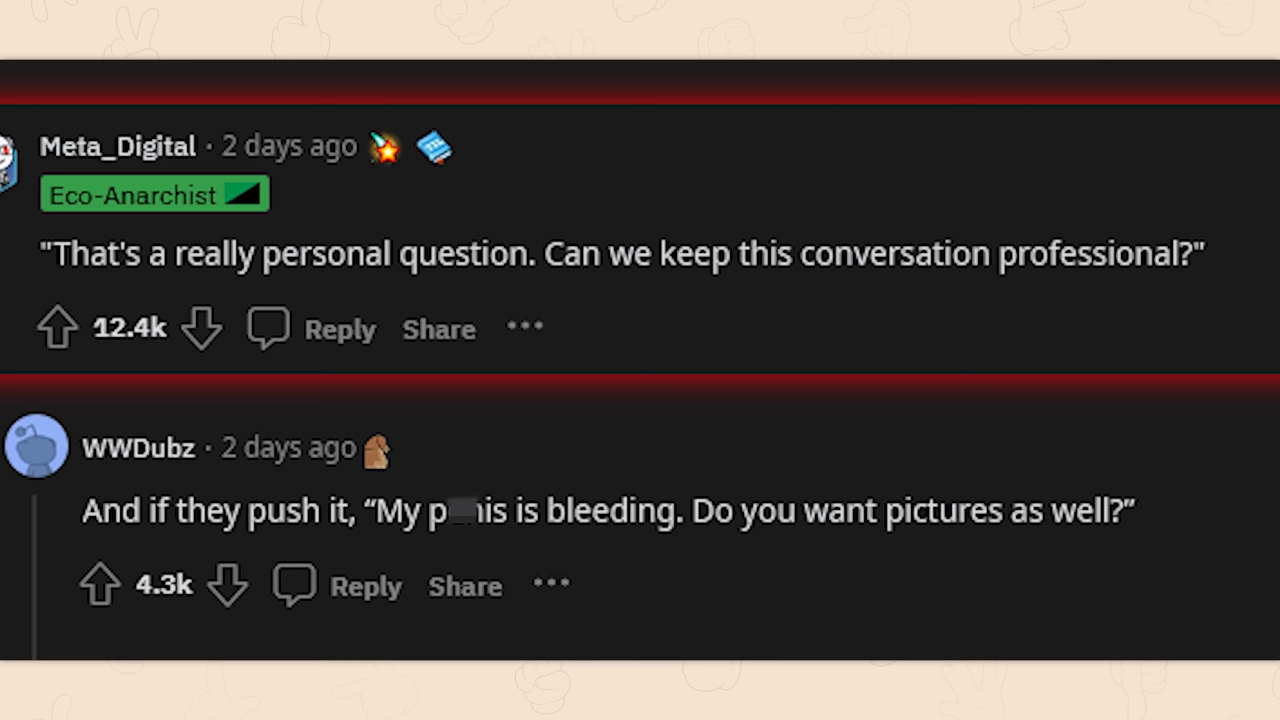 Meta_Digital · 2 days ago
Eco-Anarchist
"That's a really personal question. Can we keep this conversation professional?"
12.4k Reply Share •••
WWDubz · 2 days ago
And if they push it, “My p nis is bleeding. Do you want pictures as well?”
4.3k Reply Share •••